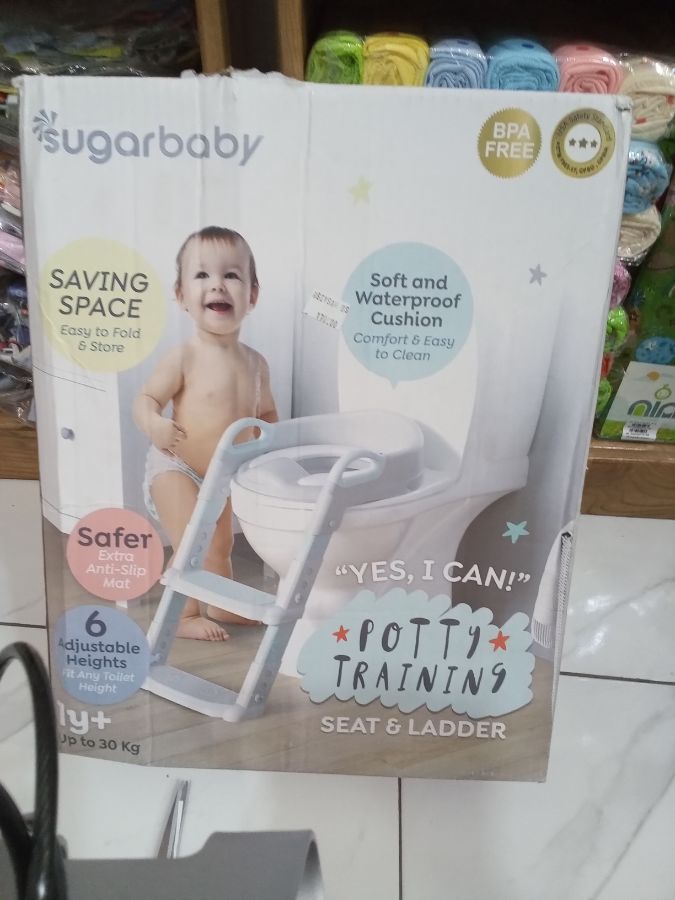 sugarbaby
BPA
FREE
SAVING
SPACE
Easy to Fold
& Store
Soft and
Waterproof
Cushion
Comfort & Easy
to Clean
Safer
Extra
Anti-Slip
Mat
6
Adjustable
Heights
Fit Any Toilet
Height
1y+
Up to 30 Kg
"YES, I CAN!"
POTTY
TRAINING
SEAT & LADDER